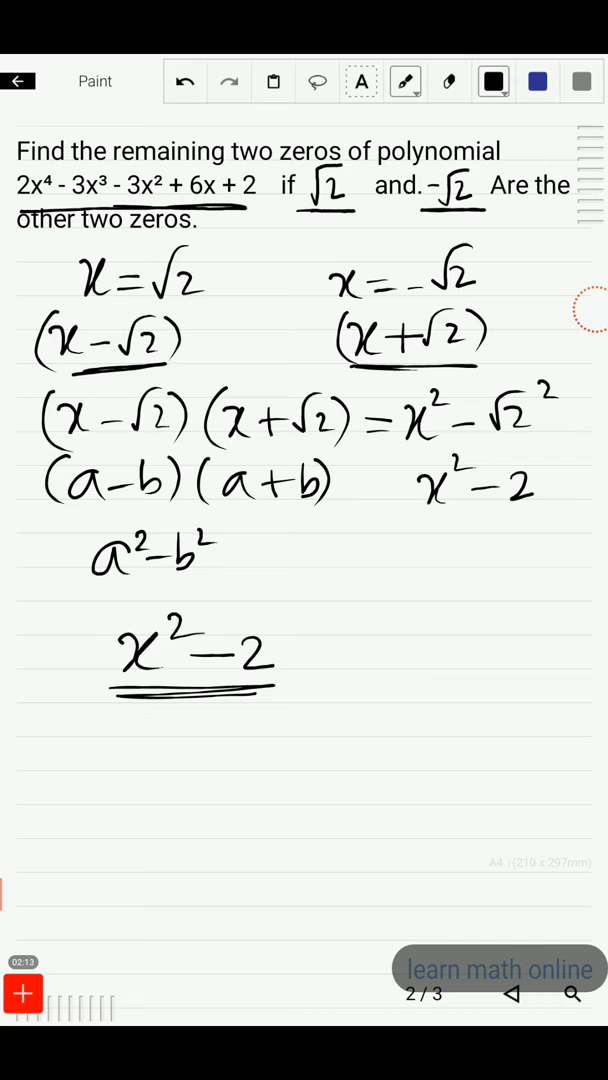 Paint
A
Find the remaining two zeros of polynomial
2x⁴ - 3x³ - 3x² + 6x + 2 if √2 and. -√2 Are the
other two zeros.
x = √2 x = -√2
(x - √2) (x + √2)
(x - √2) (x + √2) = x² - √2²
(a - b) (a + b) x² - 2
a² - b²
x² - 2
A4 : (210 x 297mm)
02:13
learn math online
2 / 3